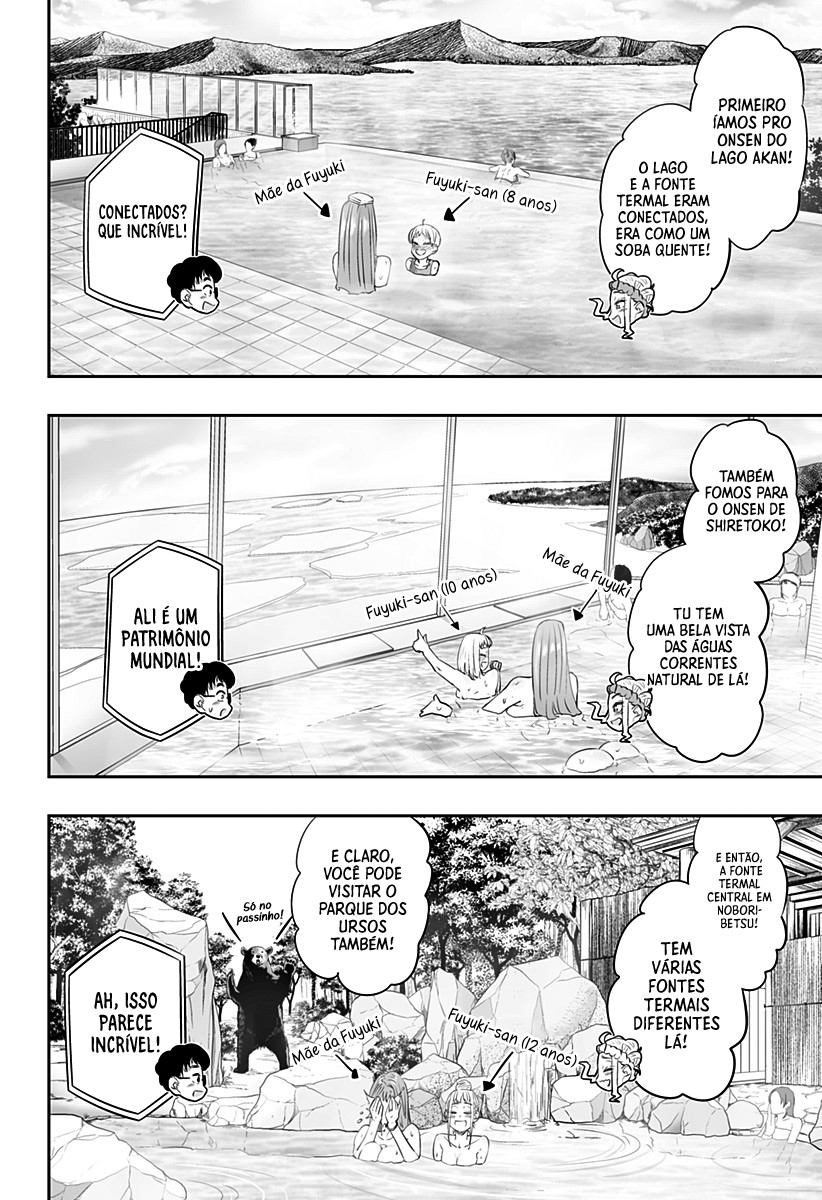 PRIMEIRO
ÍAMOS PRO
ONSEN DO
LAGO AKAN!
O LAGO
E A FONTE
TERMAL ERAM
CONECTADOS,
ERA COMO UM
SOBA QUENTE!
Fuyuki-san (8 anos)
Mãe da Fuyuki
CONECTADOS?
QUE INCRÍVEL!
TAMBÉM
FOMOS PARA
O ONSEN DE
SHIRETOKO!
TU TEM
UMA BELA VISTA
DAS ÁGUAS
CORRENTES
NATURAL DE LÁ!
Mãe da Fuyuki
Fuyuki-san (10 anos)
ALI É UM
PATRIMÔNIO
MUNDIAL!
E ENTÃO,
A FONTE
TERMAL
CENTRAL EM
NOBORI-
BETSU!
TEM
VÁRIAS
FONTES
TERMAIS
DIFERENTES
LÁ!
E CLARO,
VOCÊ PODE
VISITAR O
PARQUE DOS
URSOS
TAMBÉM!
Só no
passinho!
Fuyuki-san (12 anos)
Mãe da Fuyuki
AH, ISSO
PARECE
INCRÍVEL!